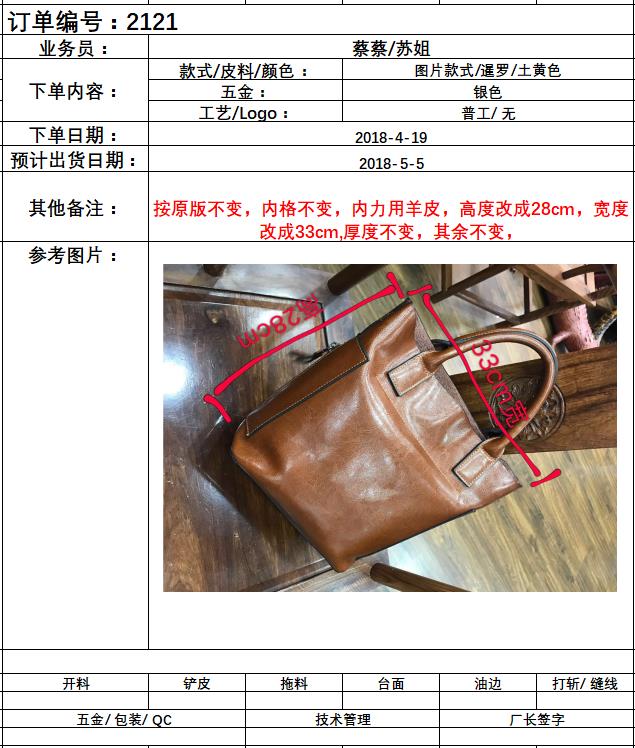 订单编号：2121
业务员： 蔡蔡/苏姐
下单内容：
款式/皮料/颜色： 图片款式/暹罗/土黄色
五金： 银色
工艺/Logo： 普工/ 无
下单日期： 2018-4-19
预计出货日期： 2018-5-5
其他备注： 按原版不变，内格不变，内力用羊皮，高度改成28cm，宽度
改成33cm,厚度不变，其余不变，
参考图片：
高28cm
33cm宽
开料 铲皮 拖料 台面 油边 打斩/ 缝线
五金/ 包装/ QC 技术管理 厂长签字